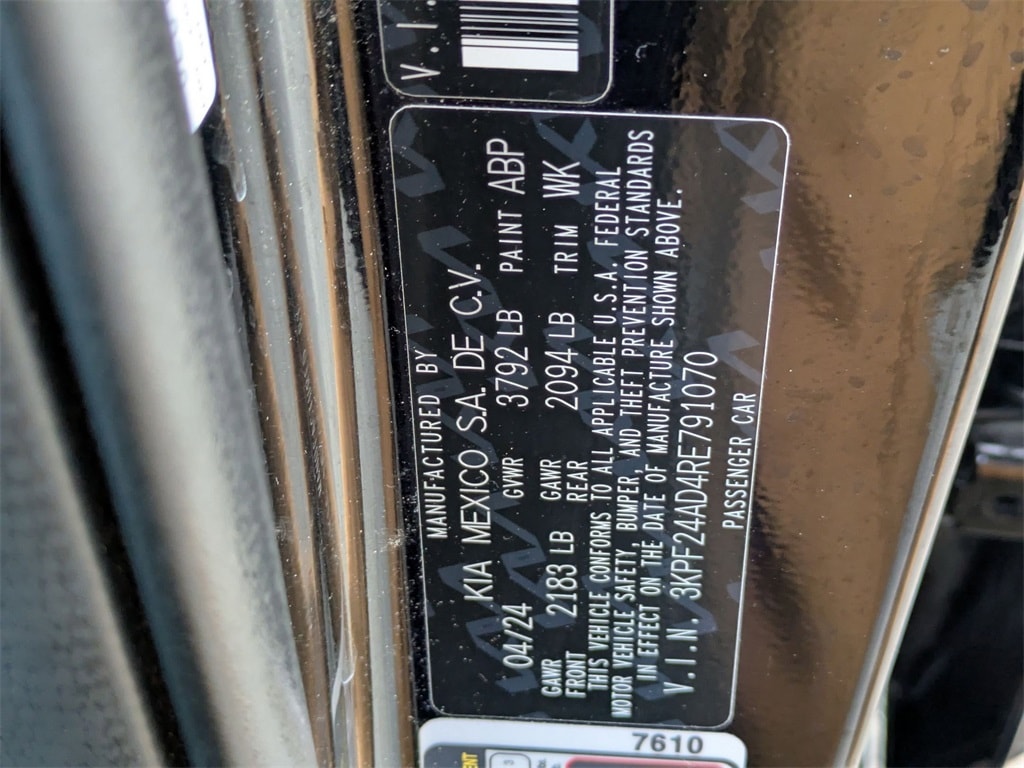 V.I.
MANUFACTURED BY
KIA MEXICO S.A. DE C.V.
04/24 GVWR 3792 LB PAINT ABP
GAWR FRONT 2183 LB GAWR REAR 2094 LB TRIM WK
THIS VEHICLE CONFORMS TO ALL APPLICABLE U.S.A. FEDERAL
MOTOR VEHICLE SAFETY, BUMPER, AND THEFT PREVENTION STANDARDS
IN EFFECT ON THE DATE OF MANUFACTURE SHOWN ABOVE.
V.I.N. 3KPF24AD4RE791070
PASSENGER CAR
7610